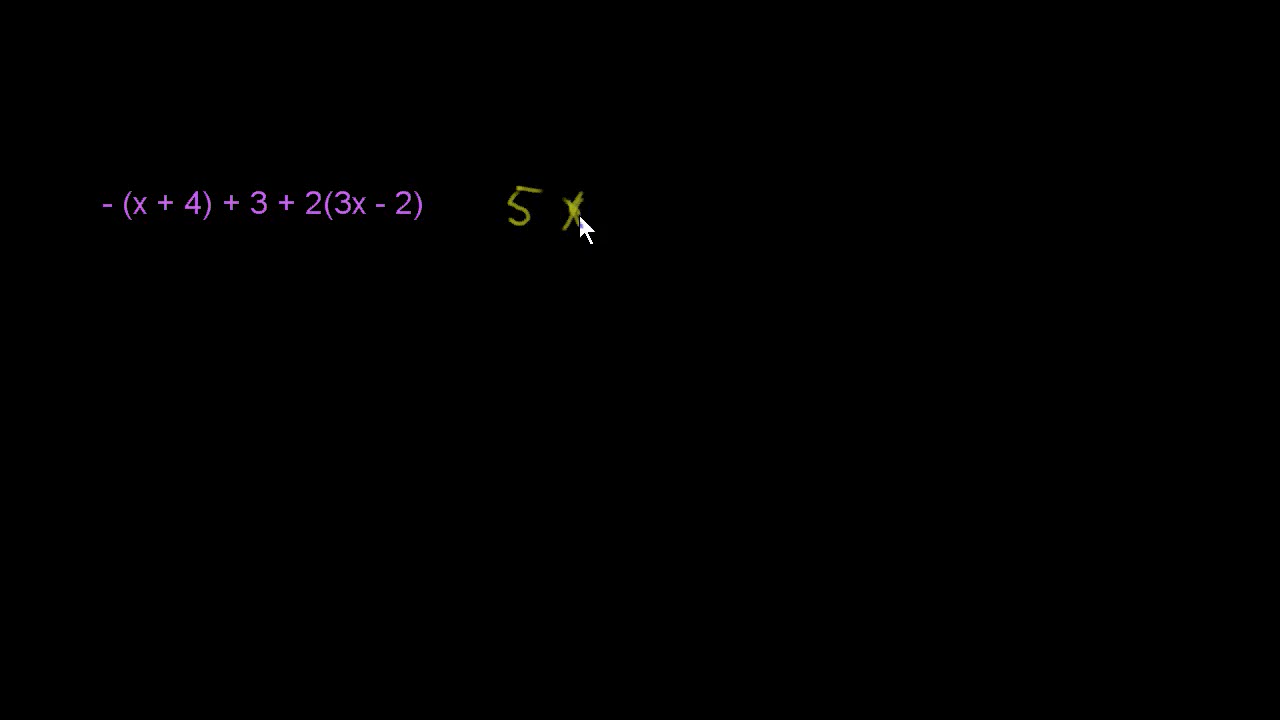 - (x + 4) + 3 + 2(3x - 2) 5 x